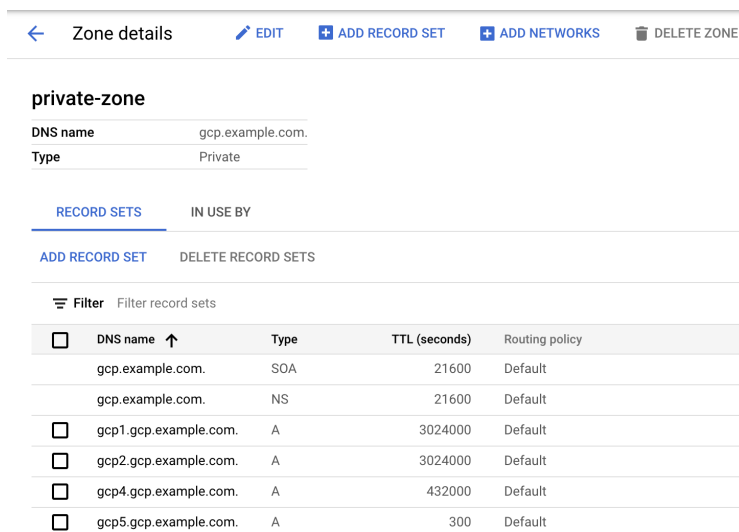 Zone details EDIT ADD RECORD SET ADD NETWORKS DELETE ZONE
private-zone
DNS name gcp.example.com.
Type Private
RECORD SETS IN USE BY
ADD RECORD SET DELETE RECORD SETS
Filter Filter record sets
DNS name Type TTL (seconds) Routing policy
gcp.example.com. SOA 21600 Default
gcp.example.com. NS 21600 Default
gcp1.gcp.example.com. A 3024000 Default
gcp2.gcp.example.com. A 3024000 Default
gcp4.gcp.example.com. A 432000 Default
gcp5.gcp.example.com. A 300 Default